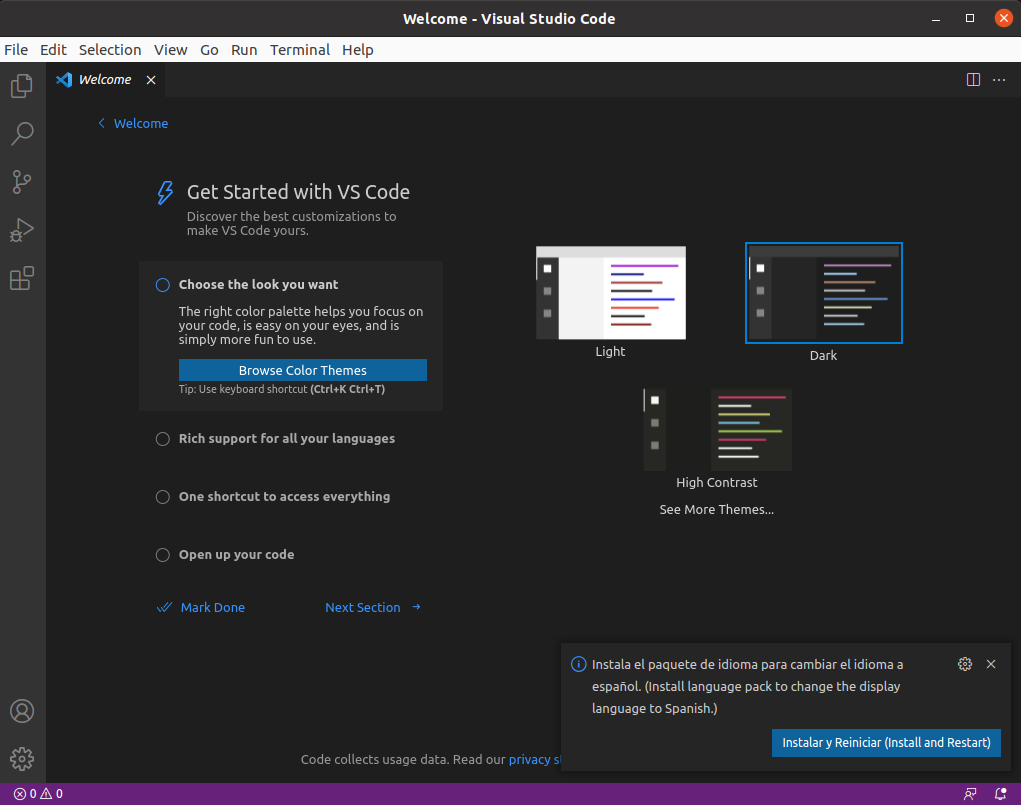 Welcome - Visual Studio Code
File Edit Selection View Go Run Terminal Help
Welcome
Welcome
Get Started with VS Code
Discover the best customizations to
make VS Code yours.
Choose the look you want
The right color palette helps you focus on
your code, is easy on your eyes, and is
simply more fun to use.
Browse Color Themes
Tip: Use keyboard shortcut (Ctrl+K Ctrl+T)
Rich support for all your languages
One shortcut to access everything
Open up your code
Mark Done
Next Section
Light
Dark
High Contrast
See More Themes...
Instala el paquete de idioma para cambiar el idioma a
español. (Install language pack to change the display
language to Spanish.)
Instalar y Reiniciar (Install and Restart)
Code collects usage data. Read our privacy
0 0